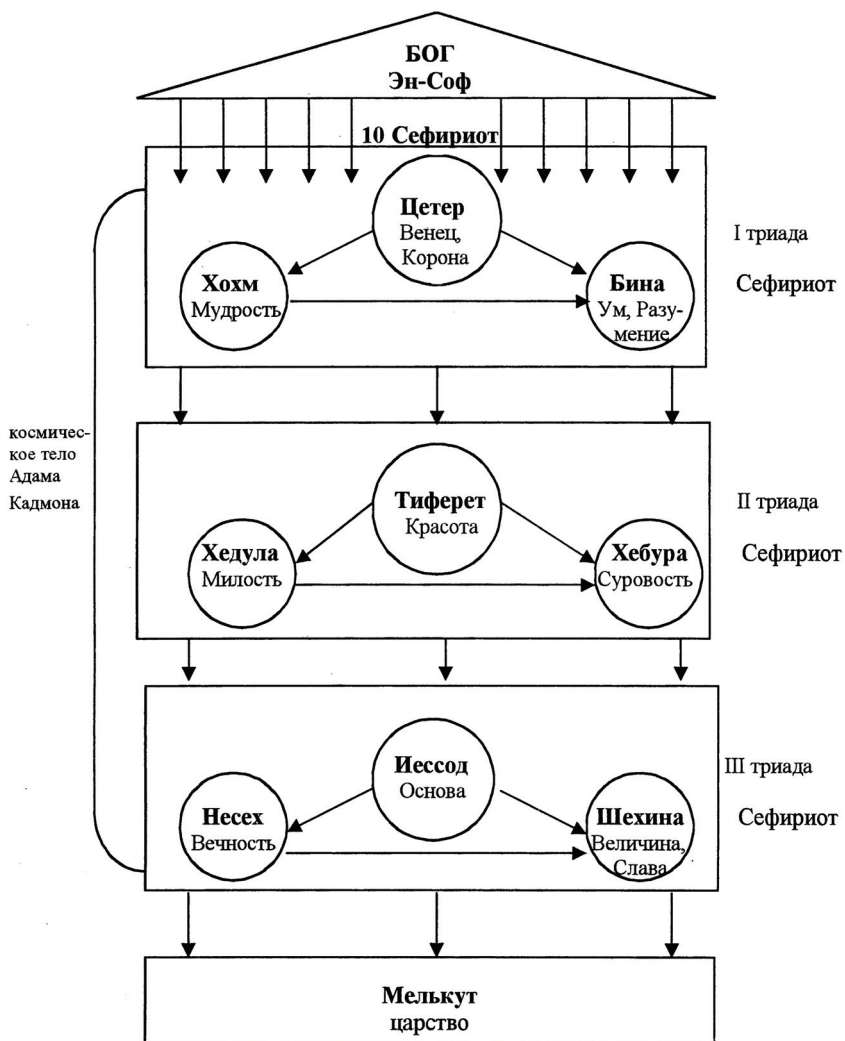 БОГ
Эн-Соф
10 Сефириот
Цетер
Венец,
Корона
Хохм
Мудрость
Бина
Ум, Разу-
мение
I триада
Сефириот
космичес-
кое тело
Адама
Кадмона
Тиферет
Красота
Хедула
Милость
Хебура
Суровость
II триада
Сефириот
Иессод
Основа
Несех
Вечность
Шехина
Величина,
Слава
III триада
Сефириот
Мелькут
царство